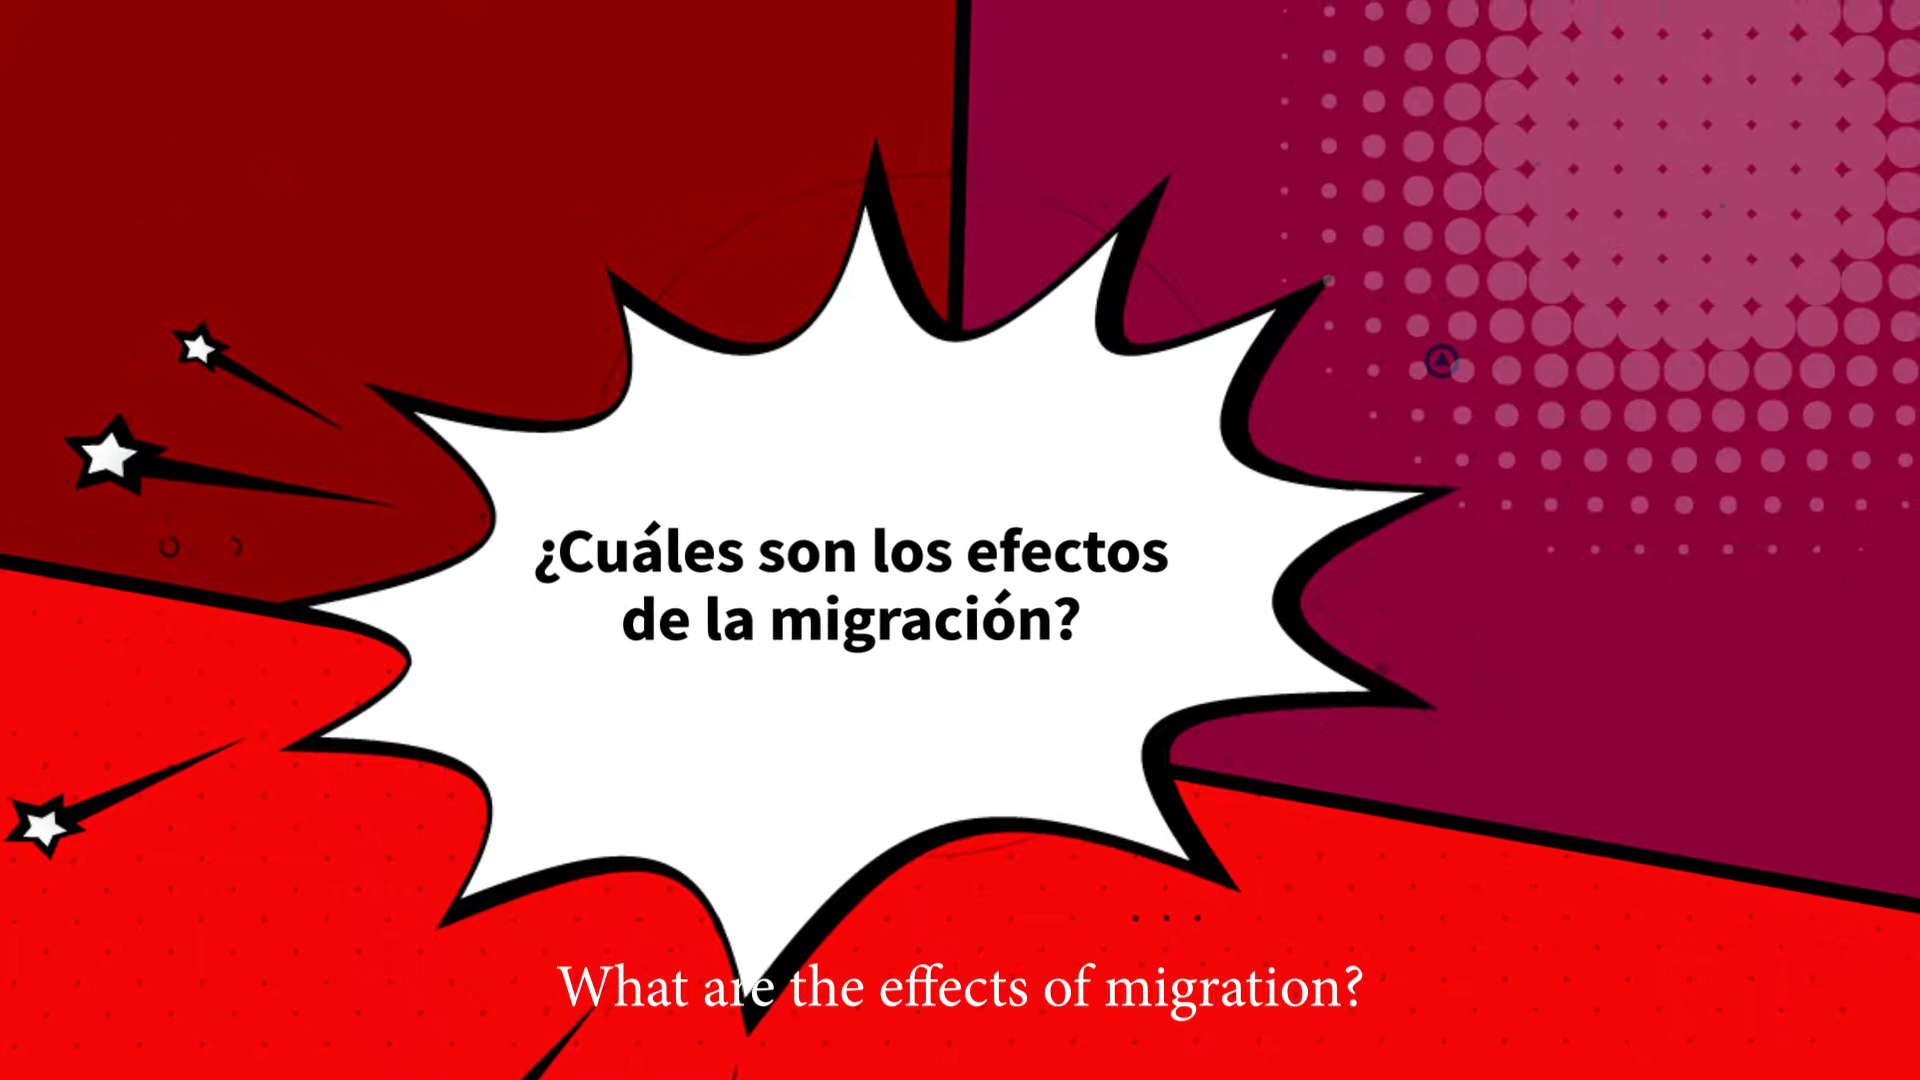 ¿Cuáles son los efectos
de la migración?
What are the effects of migration?